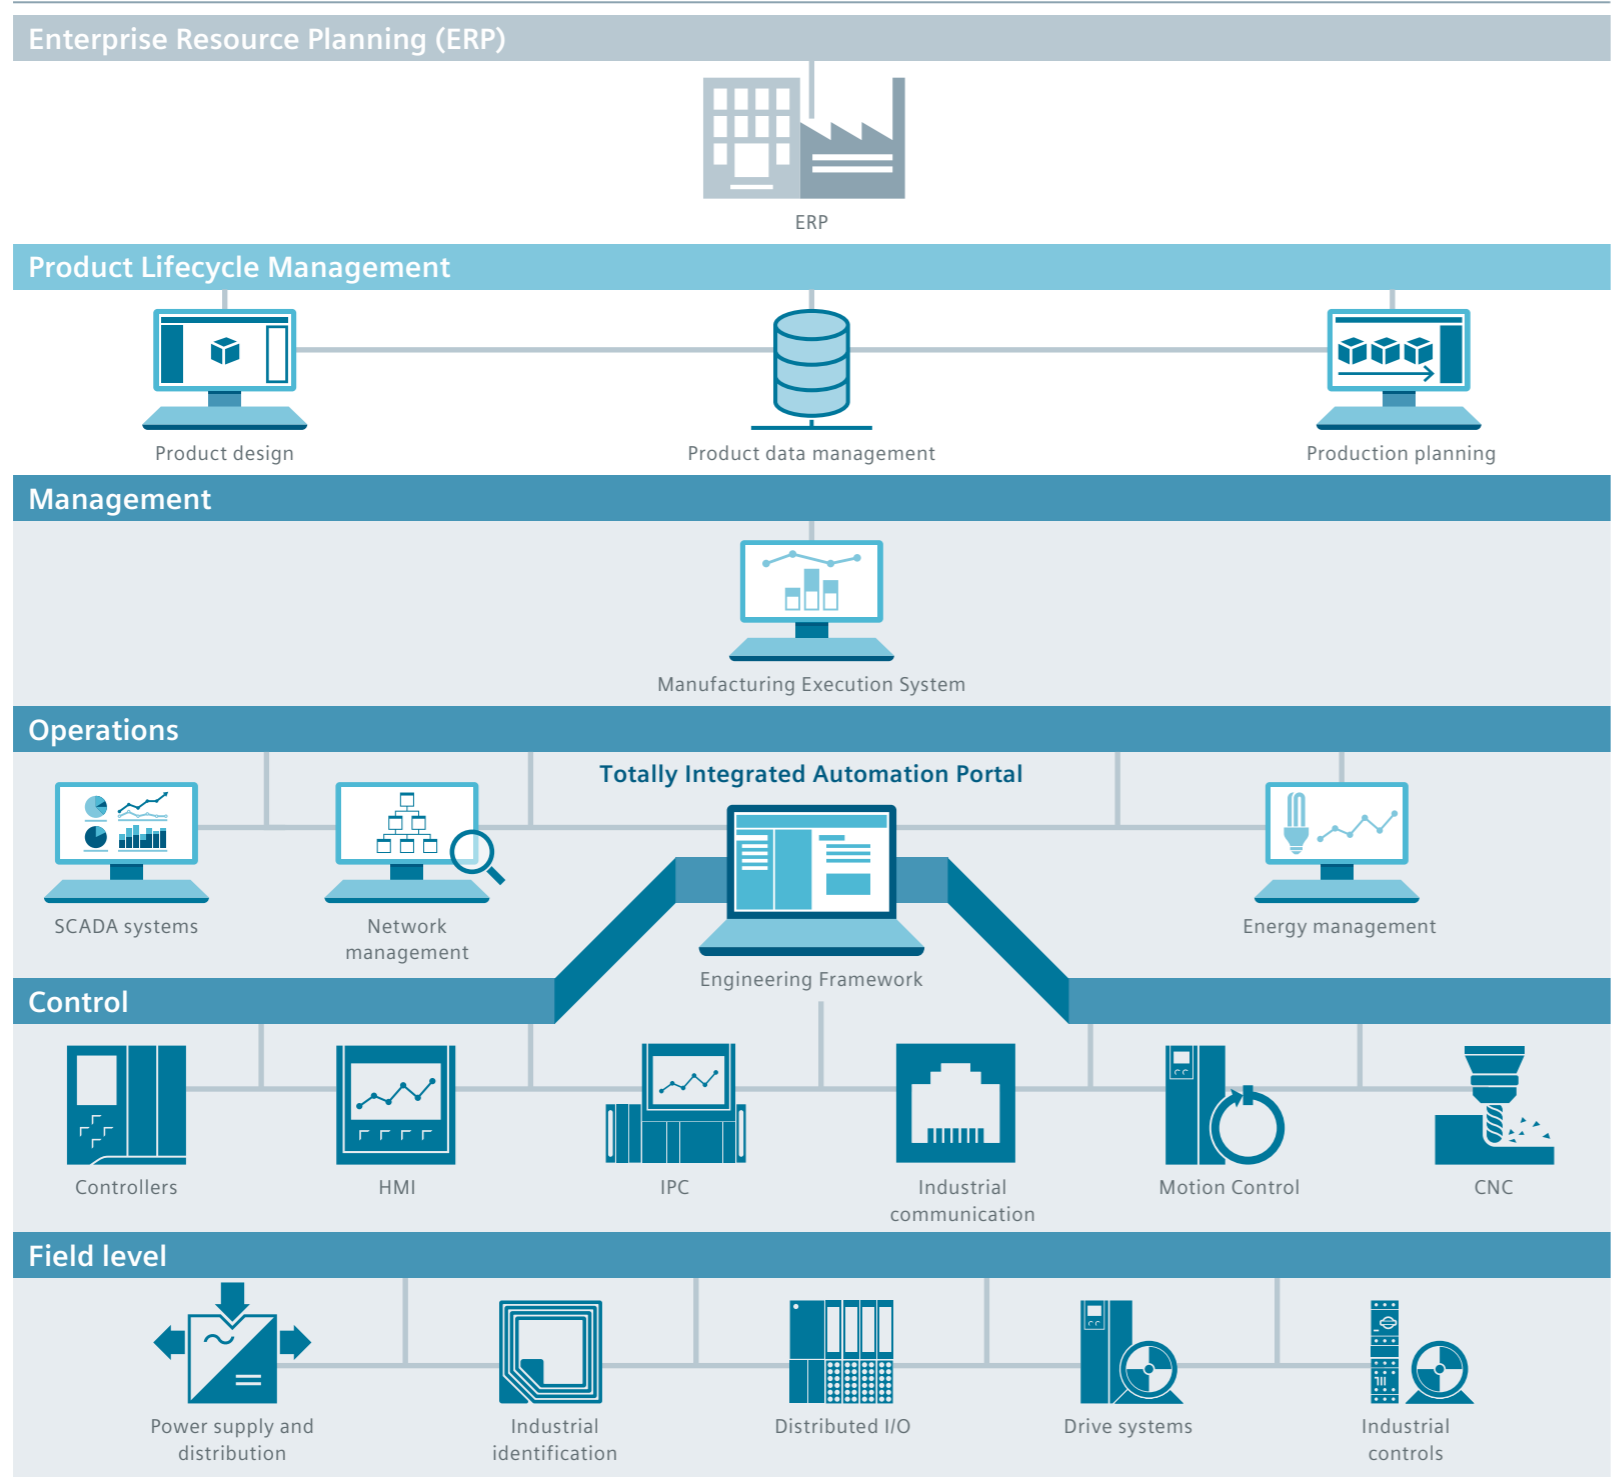 Enterprise Resource Planning (ERP)
ERP
Product Lifecycle Management
Product design
Product data management
Production planning
Management
Manufacturing Execution System
Operations
Totally Integrated Automation Portal
SCADA systems
Network
management
Engineering Framework
Energy management
Control
Controllers
HMI
IPC
Industrial
communication
Motion Control
CNC
Field level
Power supply and
distribution
Industrial
identification
Distributed I/O
Drive systems
Industrial
controls